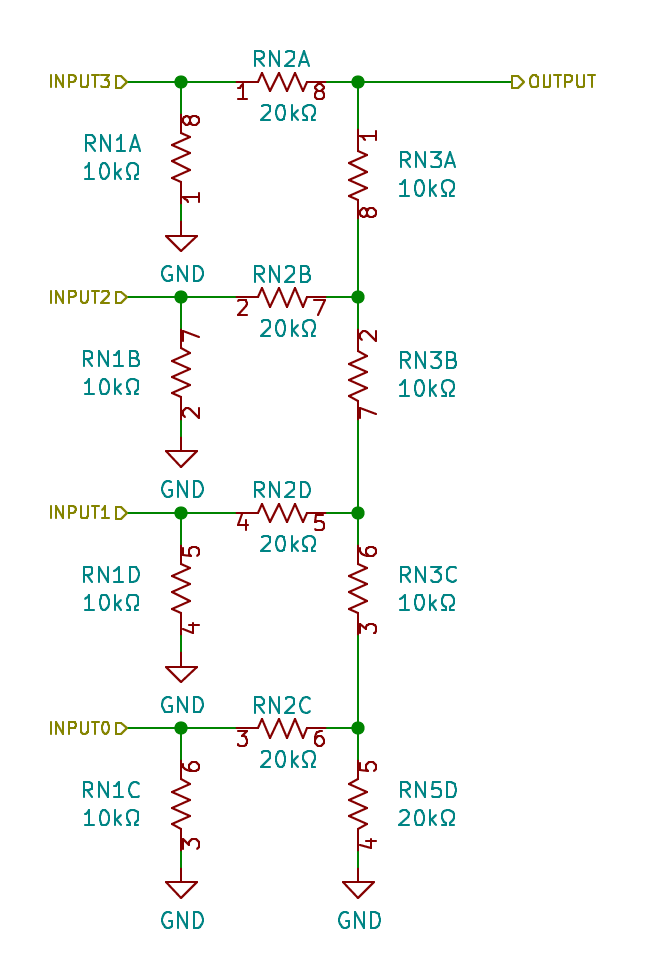 RN2A
INPUT3
1
8
OUTPUT
20kΩ
8
1
RN1A
10kΩ
RN3A
10kΩ
1
8
GND
RN2B
INPUT2
2
7
20kΩ
7
2
RN1B
10kΩ
RN3B
10kΩ
2
7
GND
RN2D
INPUT1
4
5
20kΩ
5
6
RN1D
10kΩ
RN3C
10kΩ
4
3
GND
RN2C
INPUT0
3
6
20kΩ
6
5
RN1C
10kΩ
RN5D
20kΩ
3
4
GND
GND